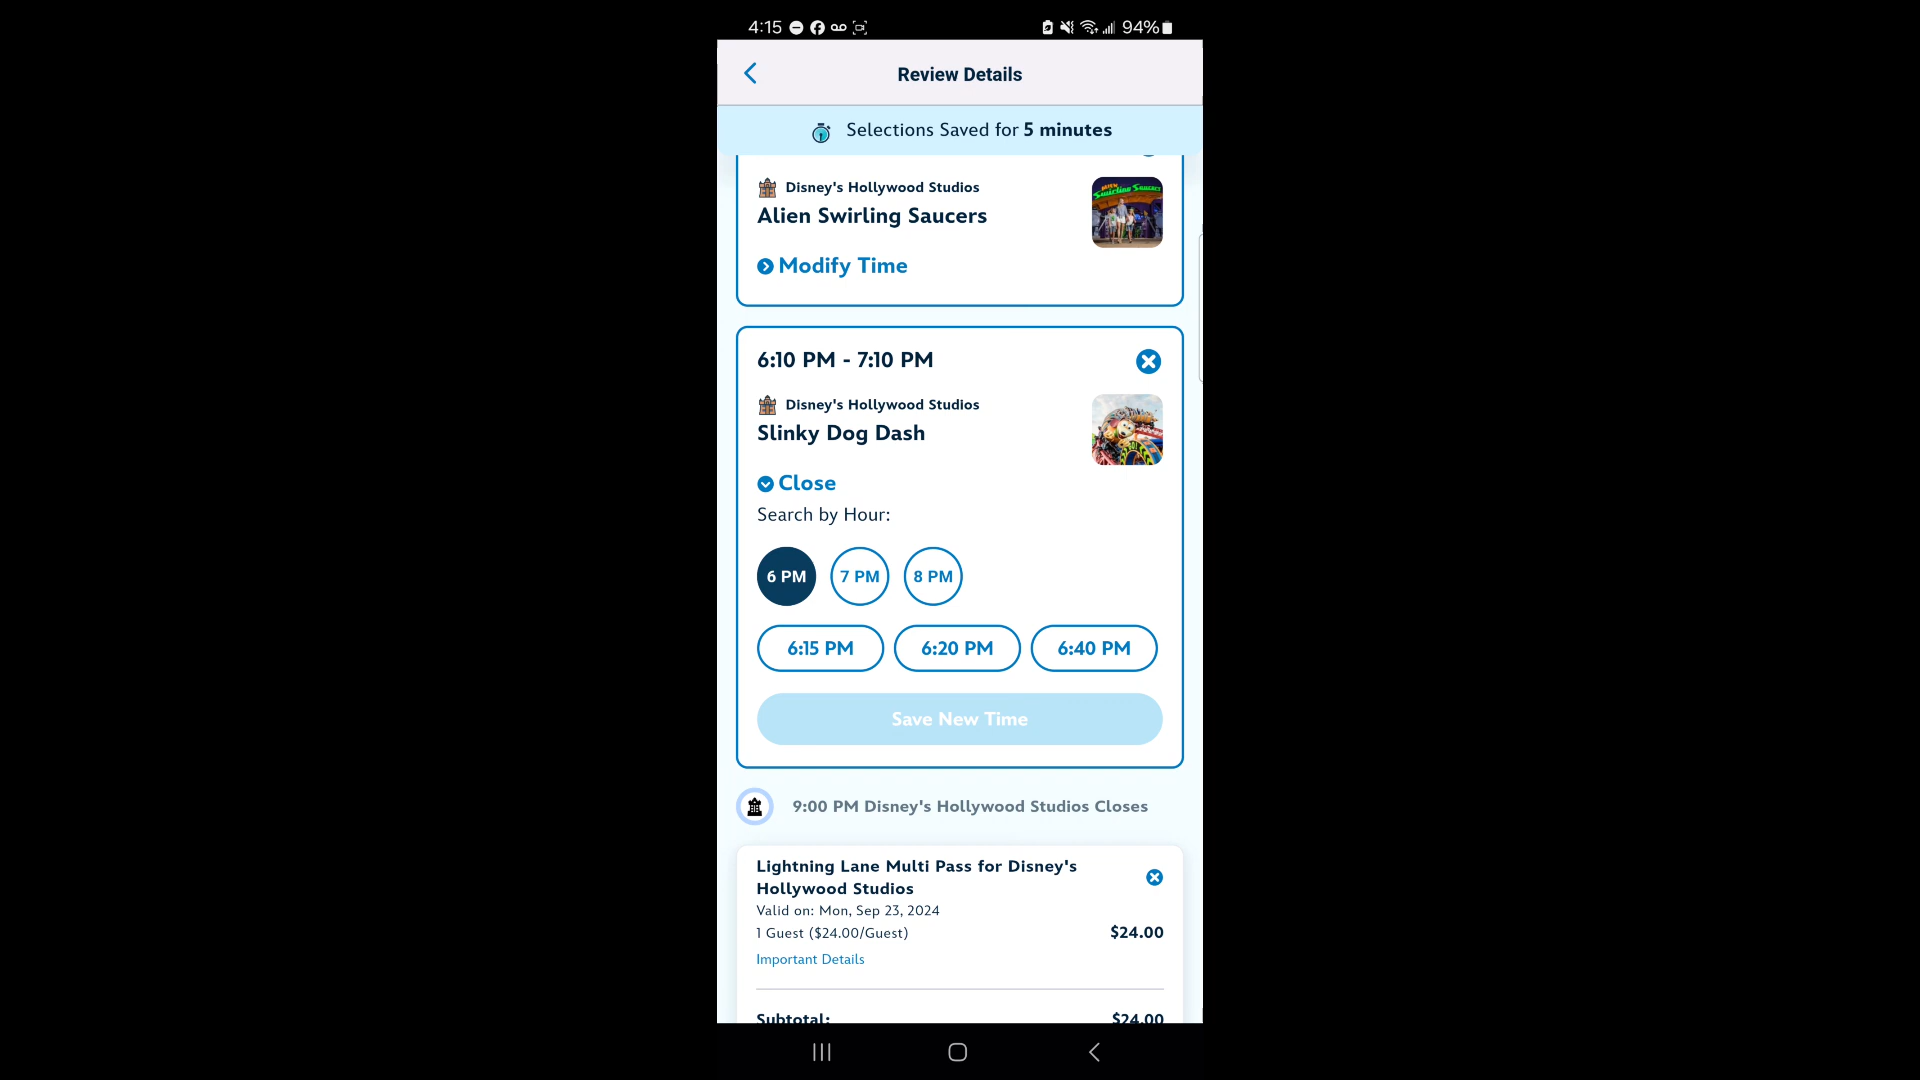 4:15
94%
Review Details
Selections Saved for 5 minutes
Disney's Hollywood Studios
Alien Swirling Saucers
Modify Time
6:10 PM - 7:10 PM
Disney's Hollywood Studios
Slinky Dog Dash
Close
Search by Hour:
6 PM 7 PM 8 PM
6:15 PM 6:20 PM 6:40 PM
Save New Time
9:00 PM Disney's Hollywood Studios Closes
Lightning Lane Multi Pass for Disney's
Hollywood Studios
Valid on: Mon, Sep 23, 2024
1 Guest ($24.00/Guest) $24.00
Important Details
Subtotal: $24.00